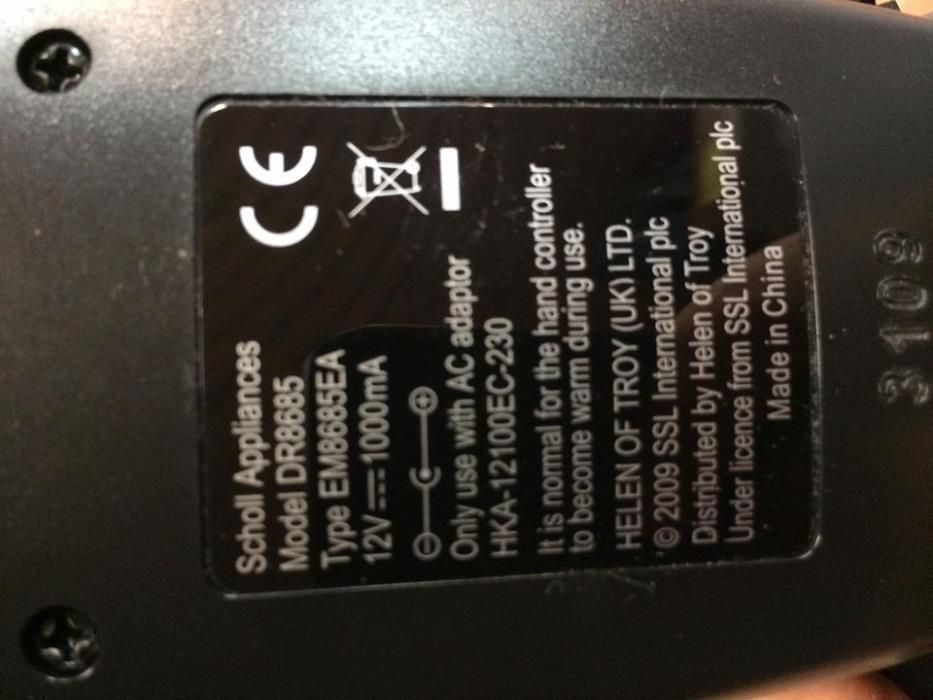 Scholl Appliances
Model DR8685
Type EM8685EA
12V 1000mA
Only use with AC adaptor
HKA-12100EC-230
It is normal for the hand controller
to become warm during use.
HELEN OF TROY (UK) LTD.
© 2009 SSL International plc
Distributed by Helen of Troy
Under licence from SSL International plc
Made in China
CE
3109